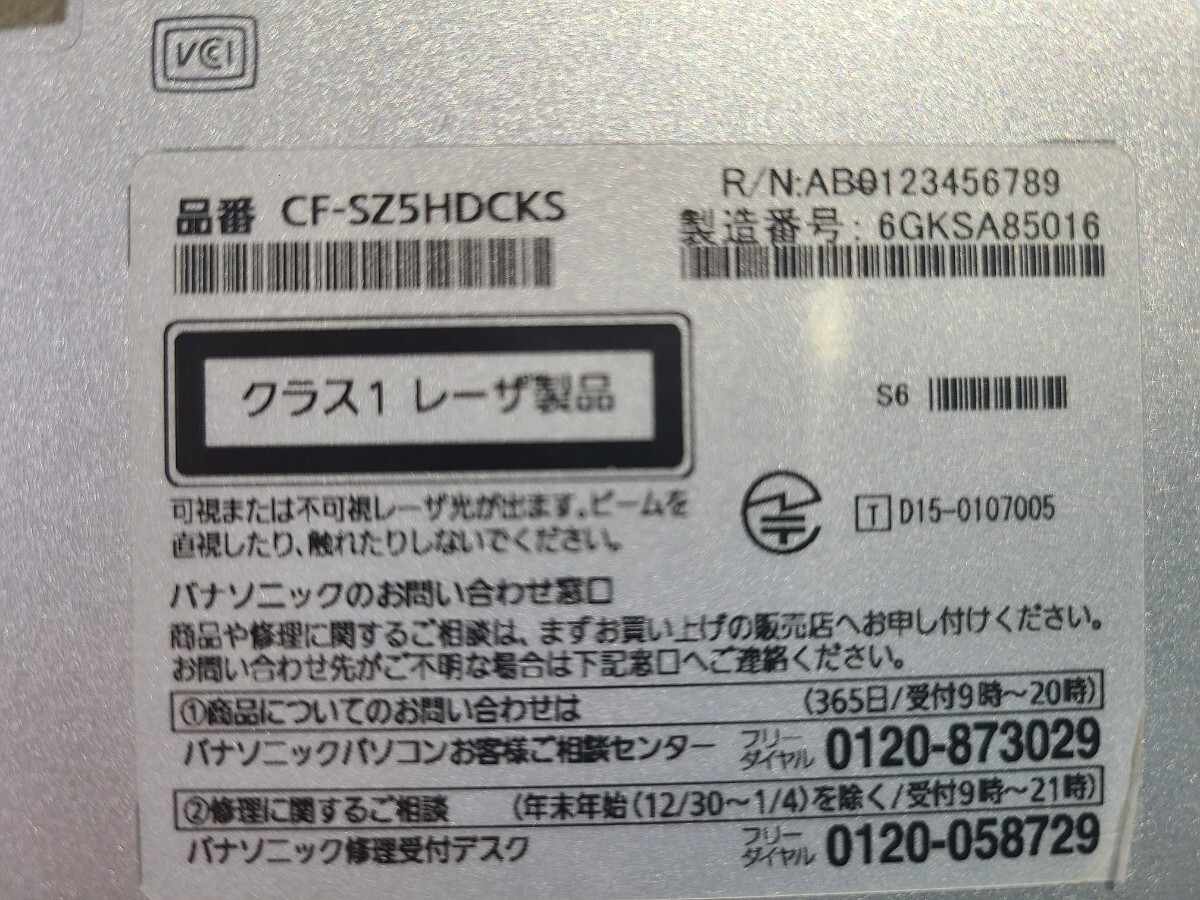 VCCI
品番 CF-SZ5HDCKS
R/N:AB0123456789
製造番号: 6GKSA85016
クラス1 レーザ製品
S6
可視または不可視レーザ光が出ます。ビームを
直視したり、触れたりしないでください。
T D15-0107005
パナソニックのお問い合わせ窓口
商品や修理に関するご相談は、まずお買い上げの販売店へお申し付けください。
お問い合わせ先がご不明な場合は下記窓口へご連絡ください。
①商品についてのお問い合わせは (365日/受付9時〜20時)
パナソニックパソコンお客様ご相談センター フリーダイヤル 0120-873029
②修理に関するご相談 (年末年始(12/30〜1/4)を除く/受付9時〜21時)
パナソニック修理受付デスク フリーダイヤル 0120-058729